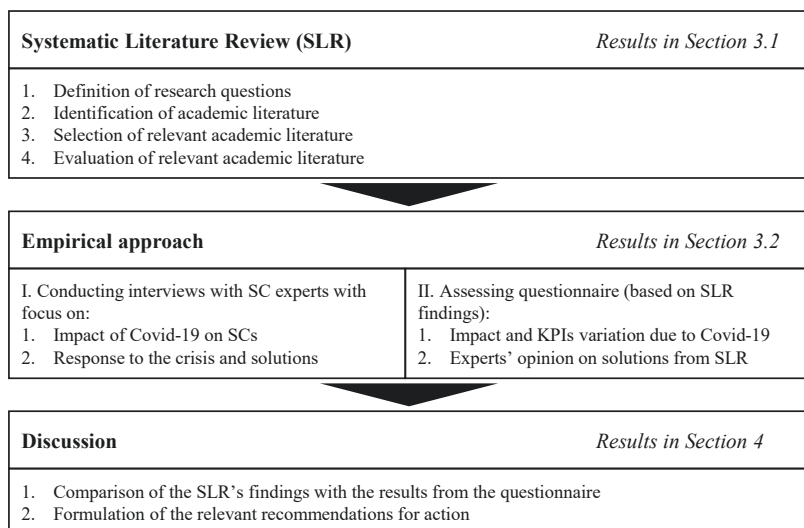 Systematic Literature Review (SLR) Results in Section 3.1
1. Definition of research questions
2. Identification of academic literature
3. Selection of relevant academic literature
4. Evaluation of relevant academic literature
Empirical approach Results in Section 3.2
I. Conducting interviews with SC experts with
focus on:
1. Impact of Covid-19 on SCs
2. Response to the crisis and solutions
II. Assessing questionnaire (based on SLR
findings):
1. Impact and KPIs variation due to Covid-19
2. Experts' opinion on solutions from SLR
Discussion Results in Section 4
1. Comparison of the SLR's findings with the results from the questionnaire
2. Formulation of the relevant recommendations for action